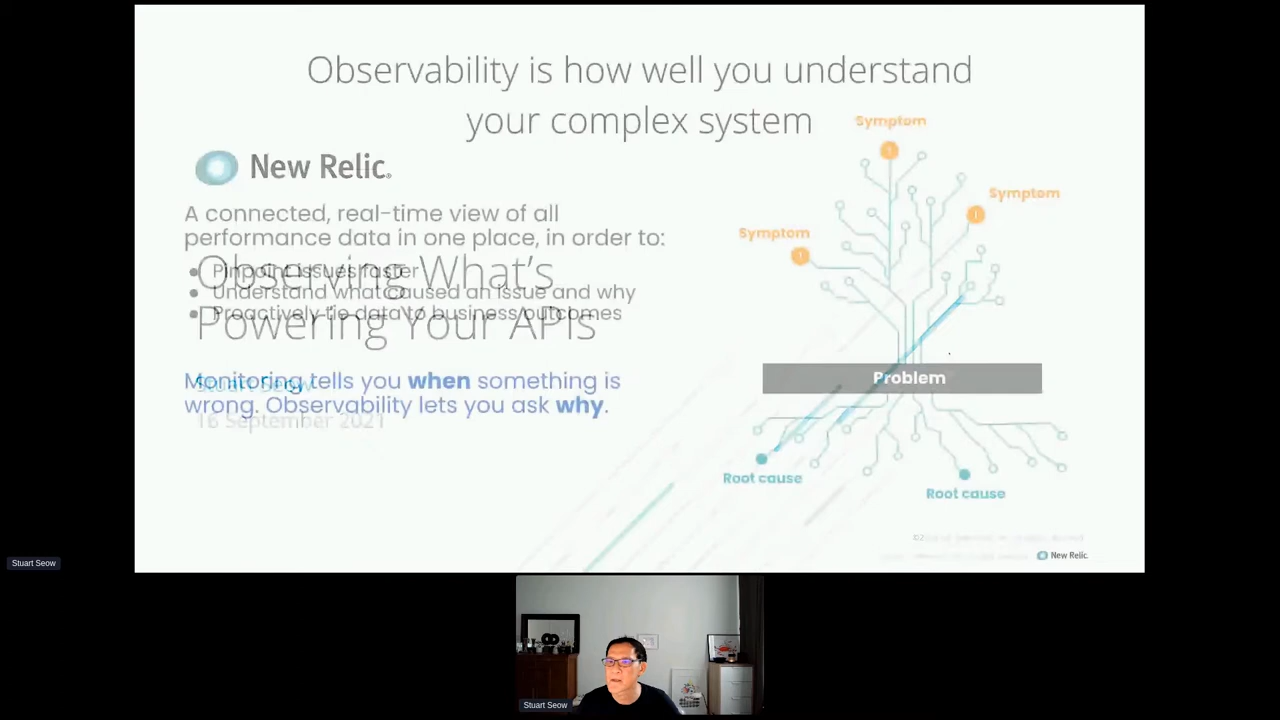 Observability is how well you understand
your complex system
Symptom
New Relic.
Symptom
A connected, real-time view of all
performance data in one place, in order to:
Symptom
Observing What's
Pinpoint issues faster
Understand what caused an issue and why
Powering Your APIs
Proactively tie data to business outcomes
Problem
Stuart Seow
Monitoring tells you when something is
wrong. Observability lets you ask why.
16 September 2021
Root cause
Root cause
New Relic.
Stuart Seow
Stuart Seow